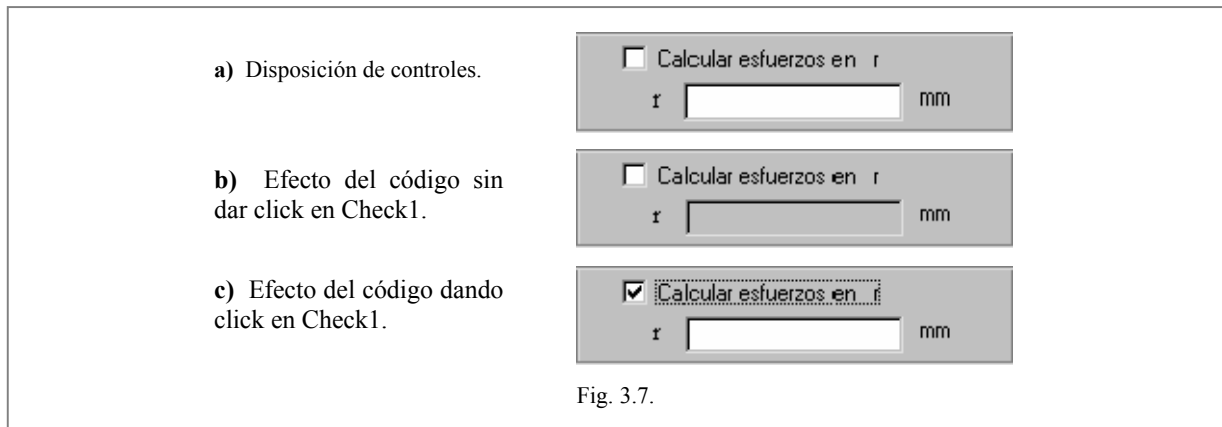 a) Disposición de controles.
Calcular esfuerzos en r
r mm
b) Efecto del código sin
dar click en Check1.
Calcular esfuerzos en r
r mm
c) Efecto del código dando
click en Check1.
Calcular esfuerzos en r
r mm
Fig. 3.7.